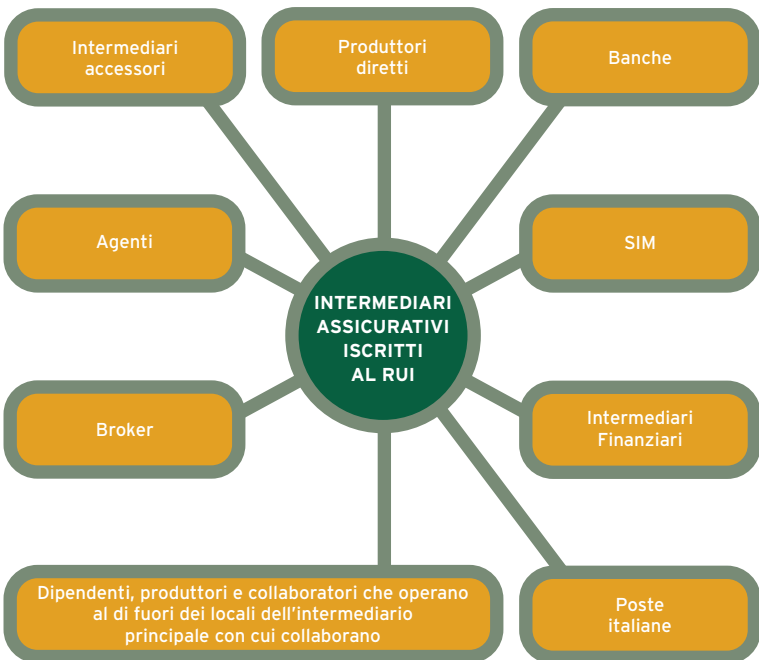 Intermediari
accessori
Produttori
diretti
Banche
Agenti
SIM
INTERMEDIARI
ASSICURATIVI
ISCRITTI
AL RUI
Broker
Intermediari
Finanziari
Dipendenti, produttori e collaboratori che operano
al di fuori dei locali dell'intermediario
principale con cui collaborano
Poste
italiane